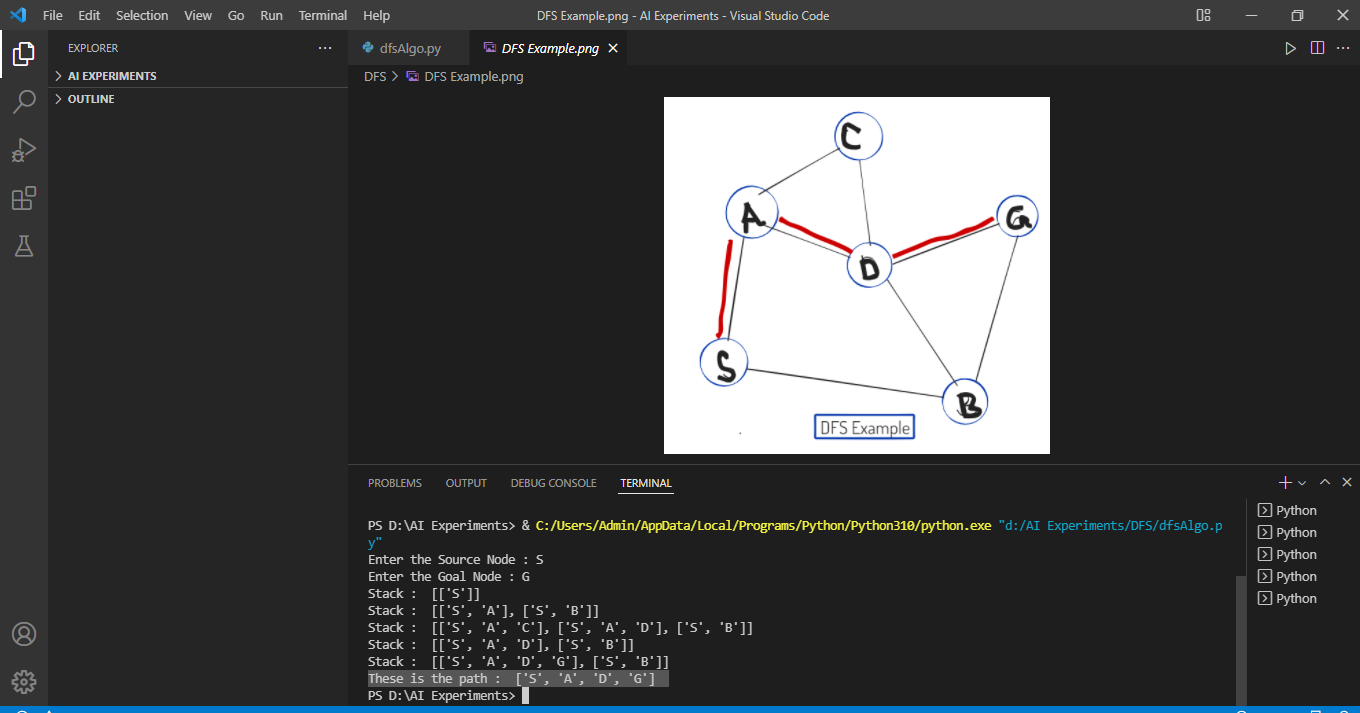 File Edit Selection View Go Run Terminal Help
DFS Example.png - AI Experiments - Visual Studio Code
EXPLORER
AI EXPERIMENTS
OUTLINE
dfsAlgo.py
DFS Example.png
DFS > DFS Example.png
C
A
G
D
S
B
DFS Example
PROBLEMS OUTPUT DEBUG CONSOLE TERMINAL
PS D:\AI Experiments> & C:/Users/Admin/AppData/Local/Programs/Python/Python310/python.exe "d:/AI Experiments/DFS/dfsAlgo.p
y"
Enter the Source Node : S
Enter the Goal Node : G
Stack :  [['S']]
Stack :  [['S', 'A'], ['S', 'B']]
Stack :  [['S', 'A', 'C'], ['S', 'A', 'D'], ['S', 'B']]
Stack :  [['S', 'A', 'D'], ['S', 'B']]
Stack :  [['S', 'A', 'D', 'G'], ['S', 'B']]
These is the path :  ['S', 'A', 'D', 'G']
PS D:\AI Experiments>
Python
Python
Python
Python
Python